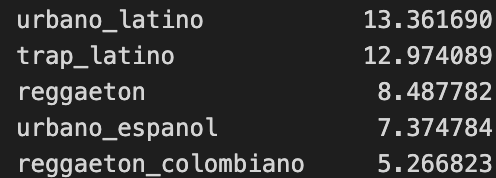 urbano_latino 13.361690
trap_latino 12.974089
reggaeton 8.487782
urbano_espanol 7.374784
reggaeton_colombiano 5.266823